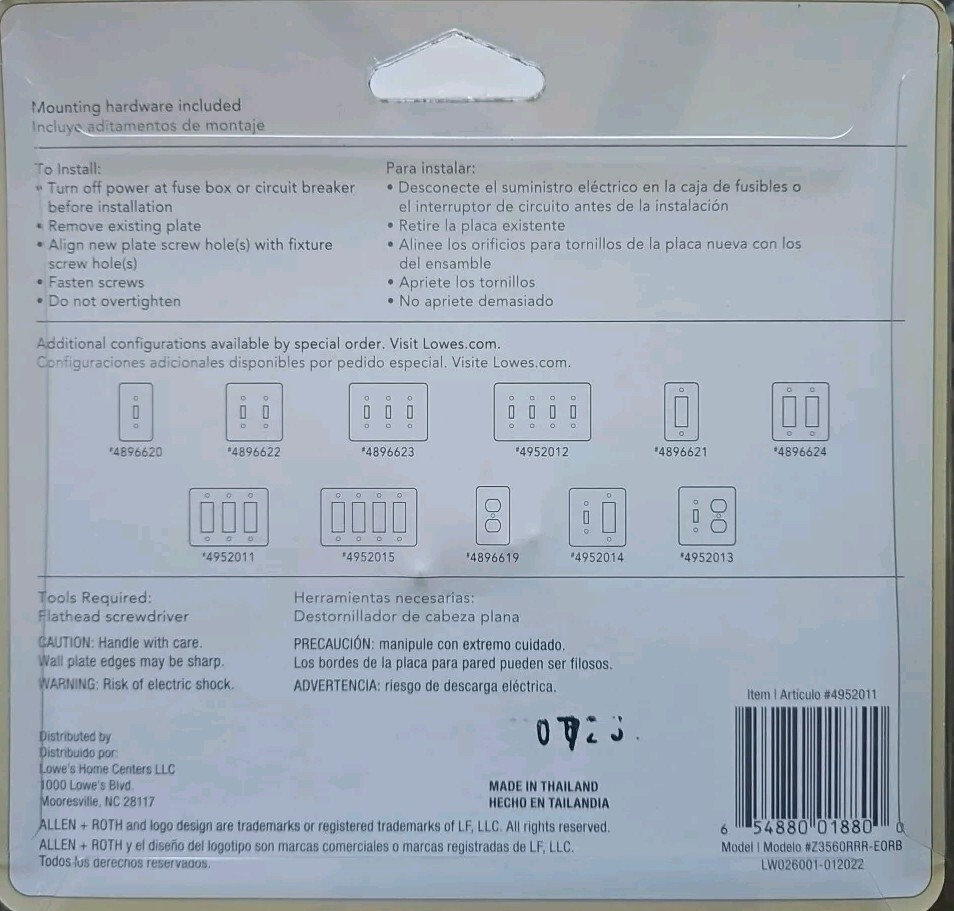 Mounting hardware included
Incluye aditamentos de montaje
To Install:
• Turn off power at fuse box or circuit breaker
before installation
• Remove existing plate
• Align new plate screw hole(s) with fixture
screw hole(s)
• Fasten screws
• Do not overtighten
Para instalar:
• Desconecte el suministro eléctrico en la caja de fusibles o
el interruptor de circuito antes de la instalación
• Retire la placa existente
• Alinee los orificios para tornillos de la placa nueva con los
del ensamble
• Apriete los tornillos
• No apriete demasiado
Additional configurations available by special order. Visit Lowes.com.
Configuraciones adicionales disponibles por pedido especial. Visite Lowes.com.
#4896620 #4896622 #4896623 #4952012 #4896621 #4896624
#4952011 #4952015 #4896619 #4952014 #4952013
Tools Required:
Flathead screwdriver
CAUTION: Handle with care.
Wall plate edges may be sharp.
WARNING: Risk of electric shock.
Herramientas necesarias:
Destornillador de cabeza plana
PRECAUCIÓN: manipule con extremo cuidado.
Los bordes de la placa para pared pueden ser filosos.
ADVERTENCIA: riesgo de descarga eléctrica.
Distributed by
Distribuido por:
Lowe's Home Centers LLC
1000 Lowe's Blvd.
Mooresville, NC 28117
MADE IN THAILAND
HECHO EN TAILANDIA
ALLEN + ROTH and logo design are trademarks or registered trademarks of LF, LLC. All rights reserved.
ALLEN + ROTH y el diseño del logotipo son marcas comerciales o marcas registradas de LF, LLC.
Todos los derechos reservados.
Item | Artículo #4952011
6 54880 01880 0
Model | Modelo #Z3560RRR-EORB
LW026001-012022